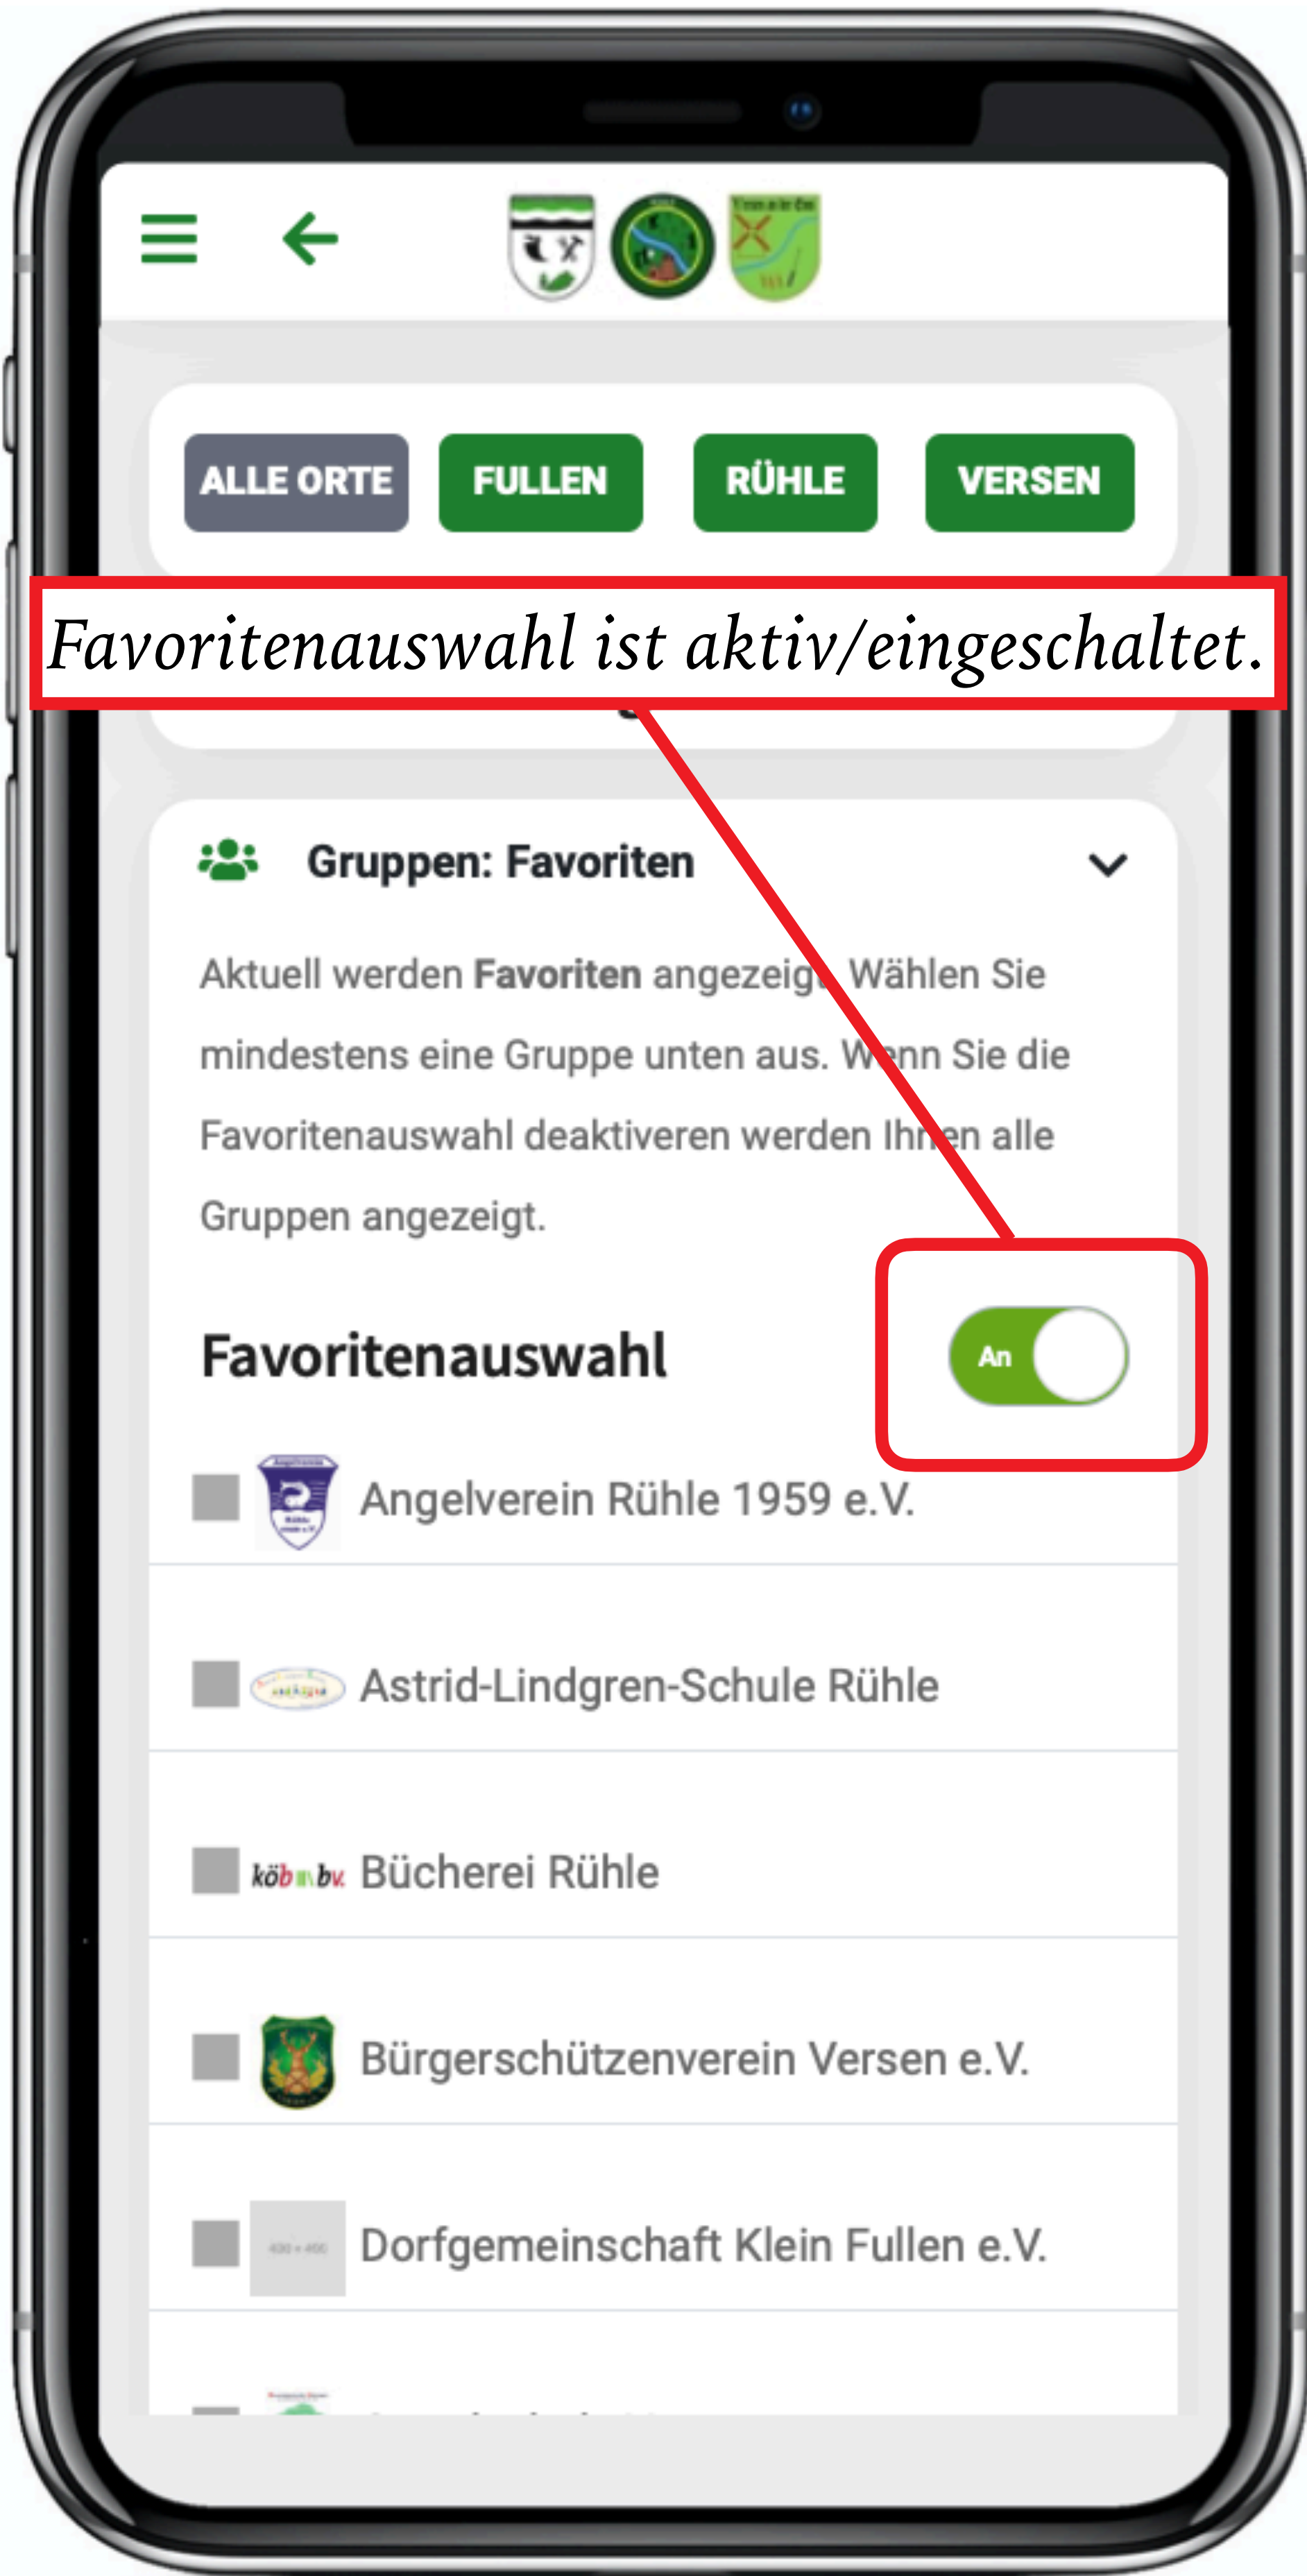 ALLE ORTE FULLEN RÜHLE VERSEN
Favoritenauswahl ist aktiv/eingeschaltet.
Gruppen: Favoriten
Aktuell werden Favoriten angezeigt. Wählen Sie
mindestens eine Gruppe unten aus. Wenn Sie die
Favoritenauswahl deaktiveren werden Ihnen alle
Gruppen angezeigt.
Favoritenauswahl An
Angelverein Rühle 1959 e.V.
Astrid-Lindgren-Schule Rühle
köb bv. Bücherei Rühle
Bürgerschützenverein Versen e.V.
400 × 400 Dorfgemeinschaft Klein Fullen e.V.